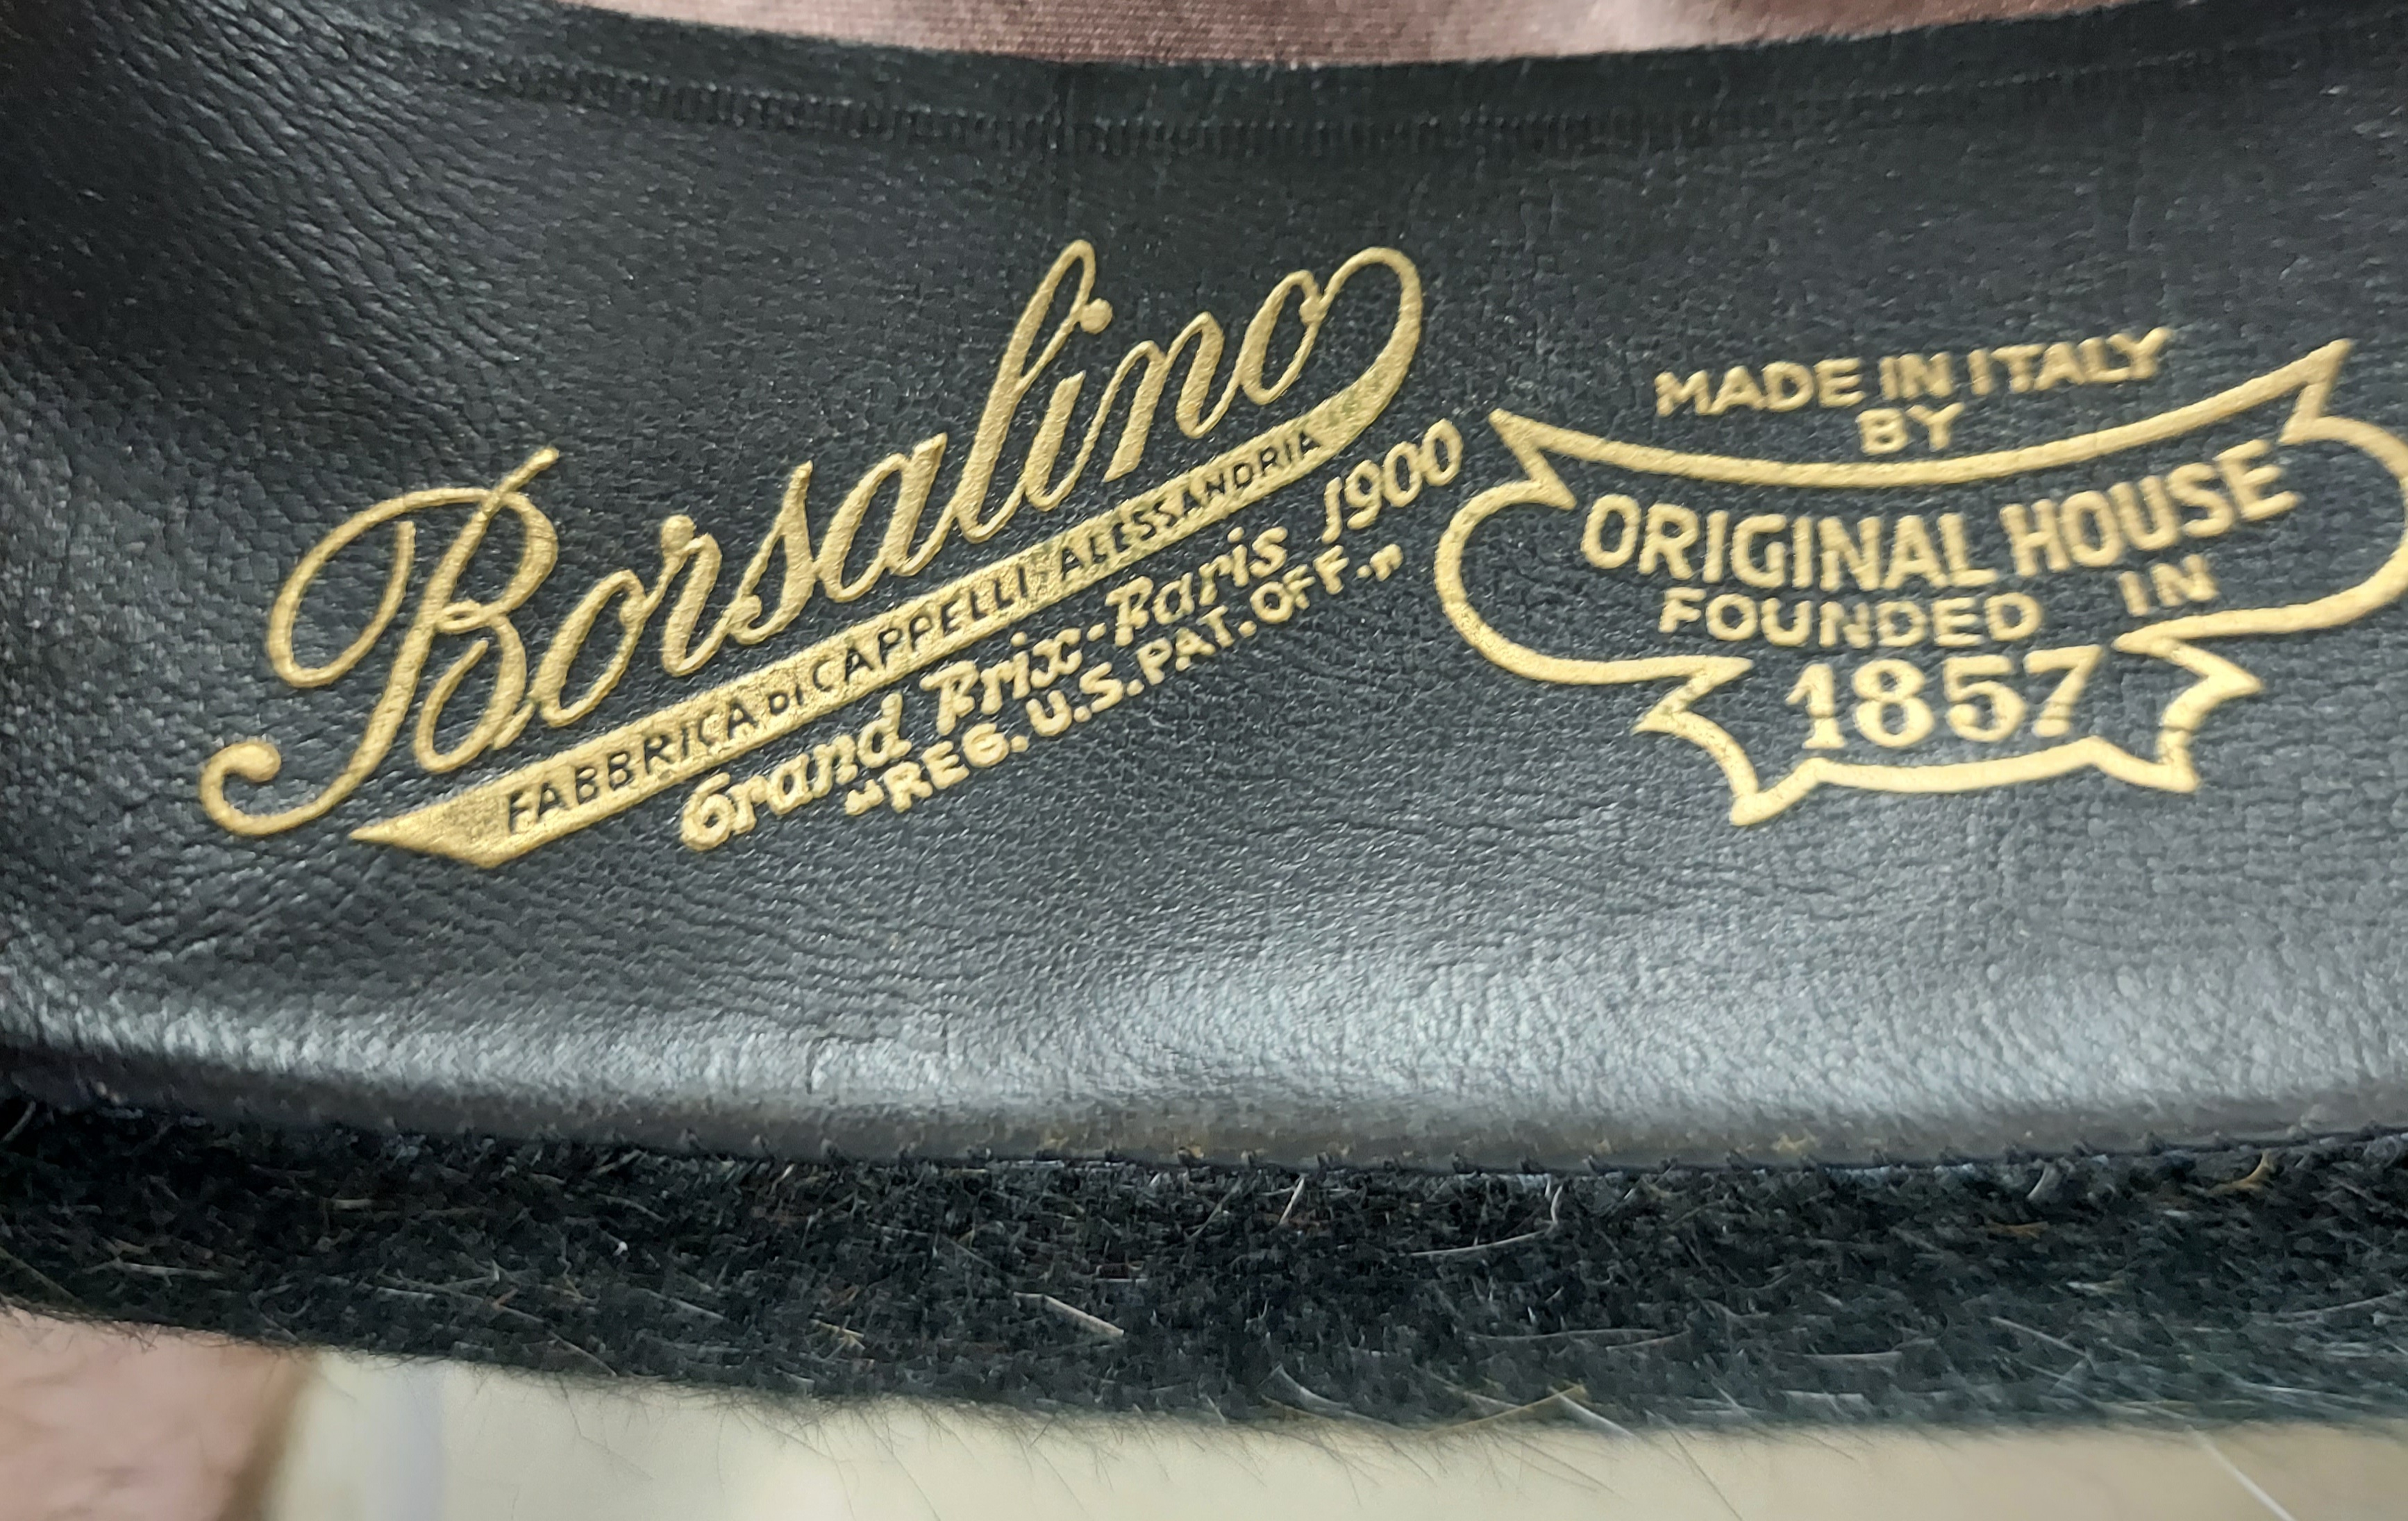 Borsalino
FABBRICA DI CAPPELLI ALESSANDRIA
Grand Prix-Paris 1900
"REG. U.S. PAT. OFF."
MADE IN ITALY
BY
ORIGINAL HOUSE
FOUNDED IN
1857